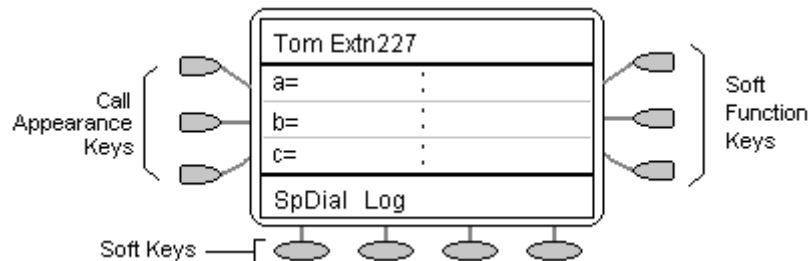 Tom Extn227
Call
Appearance
Keys
a= :
b= :
c= :
Soft
Function
Keys
SpDial Log
Soft Keys